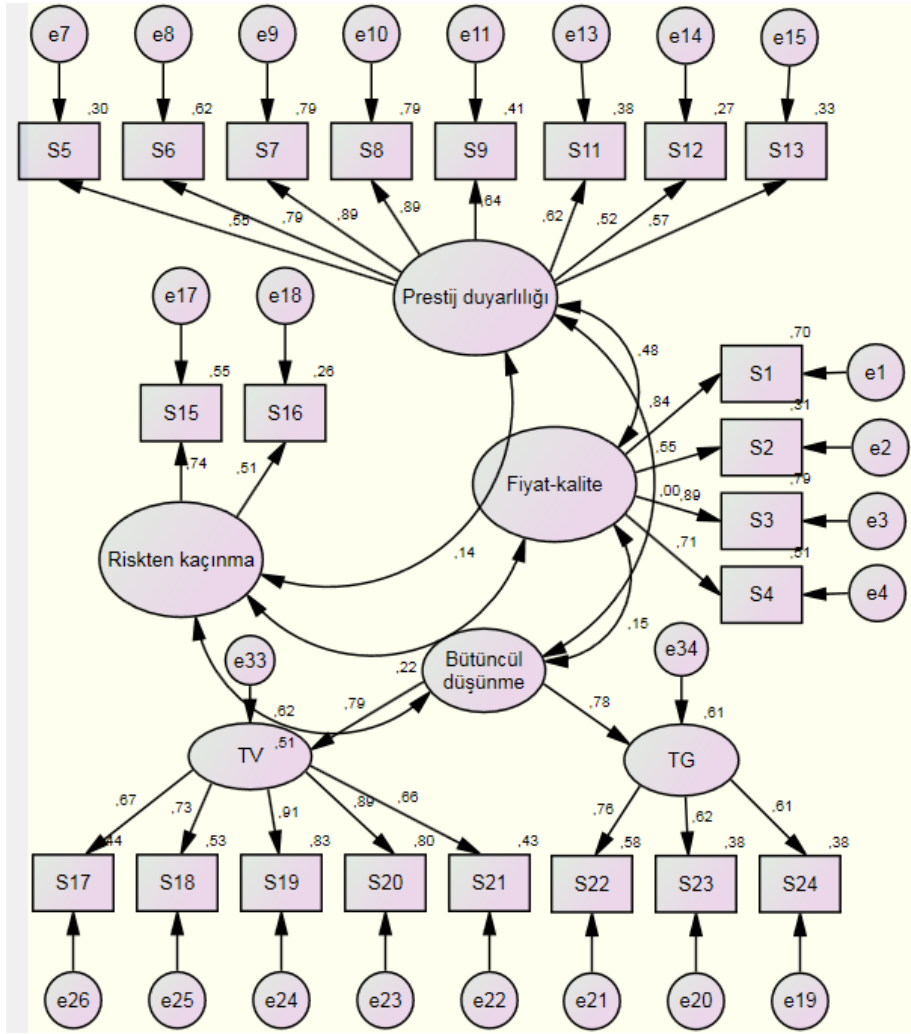 e7 e8 e9 e10 e11 e13 e14 e15
,30 ,62 ,79 ,79 ,41 ,38 ,27 ,33
S5 S6 S7 S8 S9 S11 S12 S13
,55 ,79 ,89 ,89 ,64 ,62 ,52 ,57
Prestij duyarlılığı
e17 e18
,48
,70
S1 e1
,55 ,26
S15 S16
,84
,31
S2 e2
,74 ,51
,55
Fiyat-kalite
,79
,00 ,89
S3 e3
,71
,14
Riskten kaçınma
,51
S4 e4
,15
e33
Bütüncül
düşünme
e34
,22
,79 ,78
,62
,51 ,61
TV TG
,67 ,73 ,91 ,89 ,66 ,76 ,62 ,61
,44 ,53 ,83 ,80 ,43 ,58 ,38 ,38
S17 S18 S19 S20 S21 S22 S23 S24
e26 e25 e24 e23 e22 e21 e20 e19